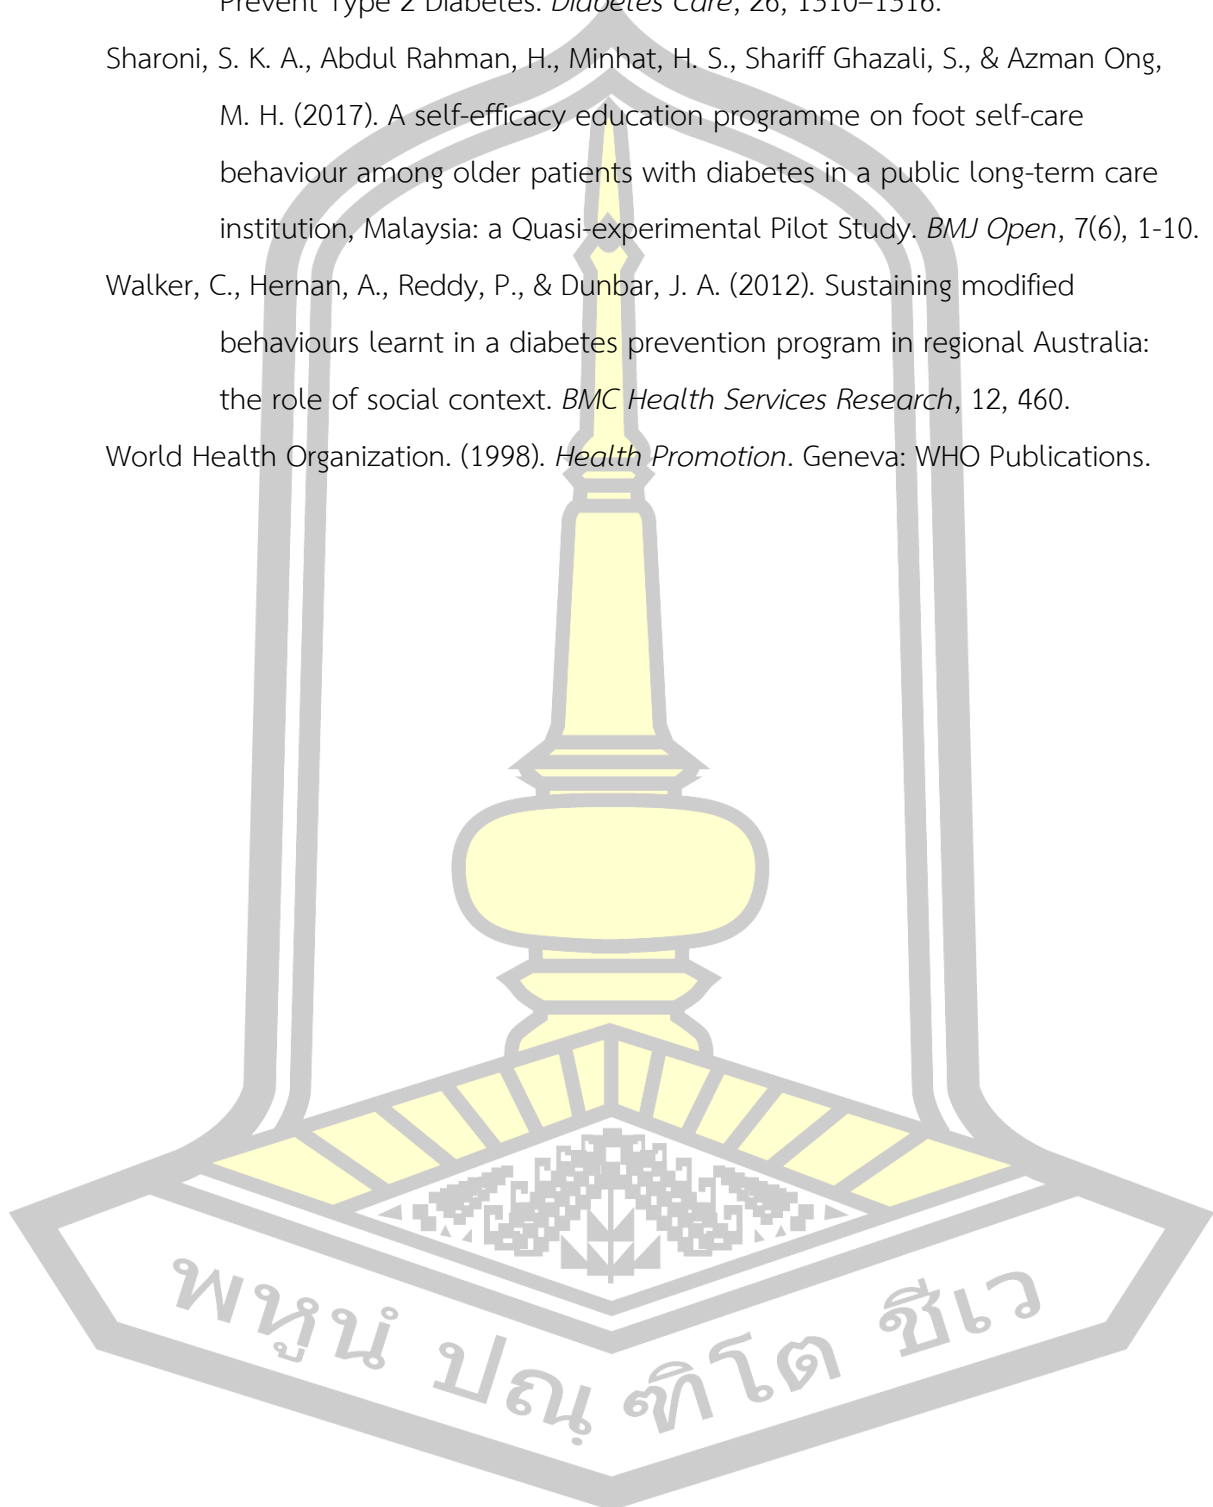 Prevent Type 2 Diabetes. Diabetes Care, 26, 1310–1316.
Sharoni, S. K. A., Abdul Rahman, H., Minhat, H. S., Shariff Ghazali, S., & Azman Ong,
M. H. (2017). A self-efficacy education programme on foot self-care
behaviour among older patients with diabetes in a public long-term care
institution, Malaysia: a Quasi-experimental Pilot Study. BMJ Open, 7(6), 1-10.
Walker, C., Hernan, A., Reddy, P., & Dunbar, J. A. (2012). Sustaining modified
behaviours learnt in a diabetes prevention program in regional Australia:
the role of social context. BMC Health Services Research, 12, 460.
World Health Organization. (1998). Health Promotion. Geneva: WHO Publications.
พหูนํ ปณฺฑิโต ชีเว